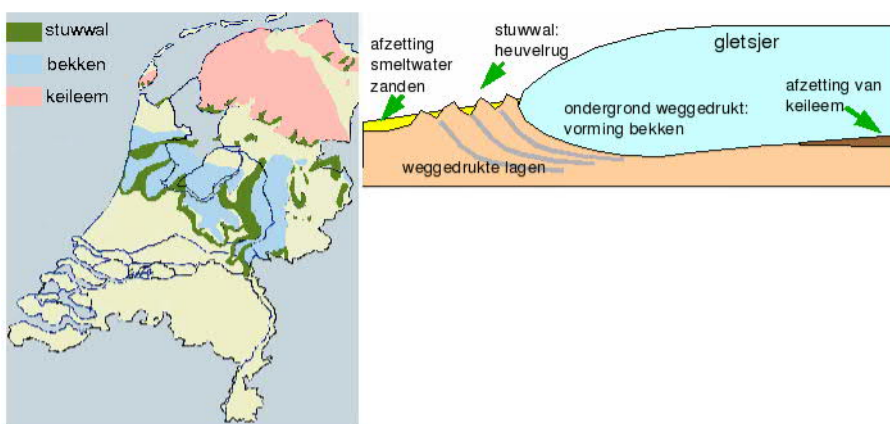 stuwwal
bekken
keileem
afzetting
smeltwater
zanden
stuwwal:
heuvelrug
gletsjer
ondergrond weggedrukt:
vorming bekken
afzetting van
keileem
weggedrukte lagen